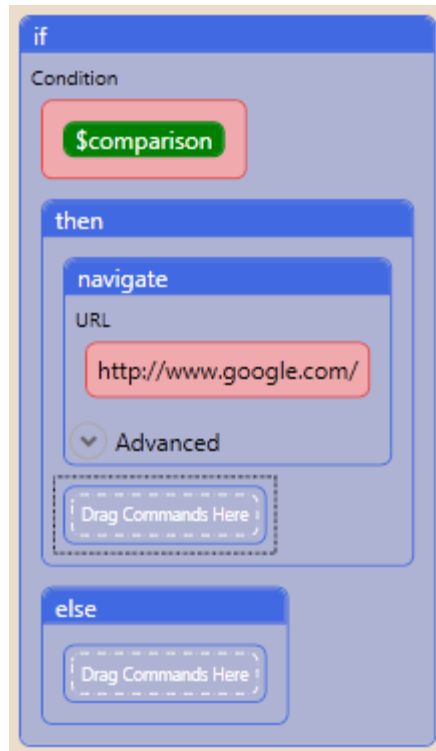 if
Condition
$comparison
then
navigate
URL
http://www.google.com/
Advanced
Drag Commands Here
else
Drag Commands Here